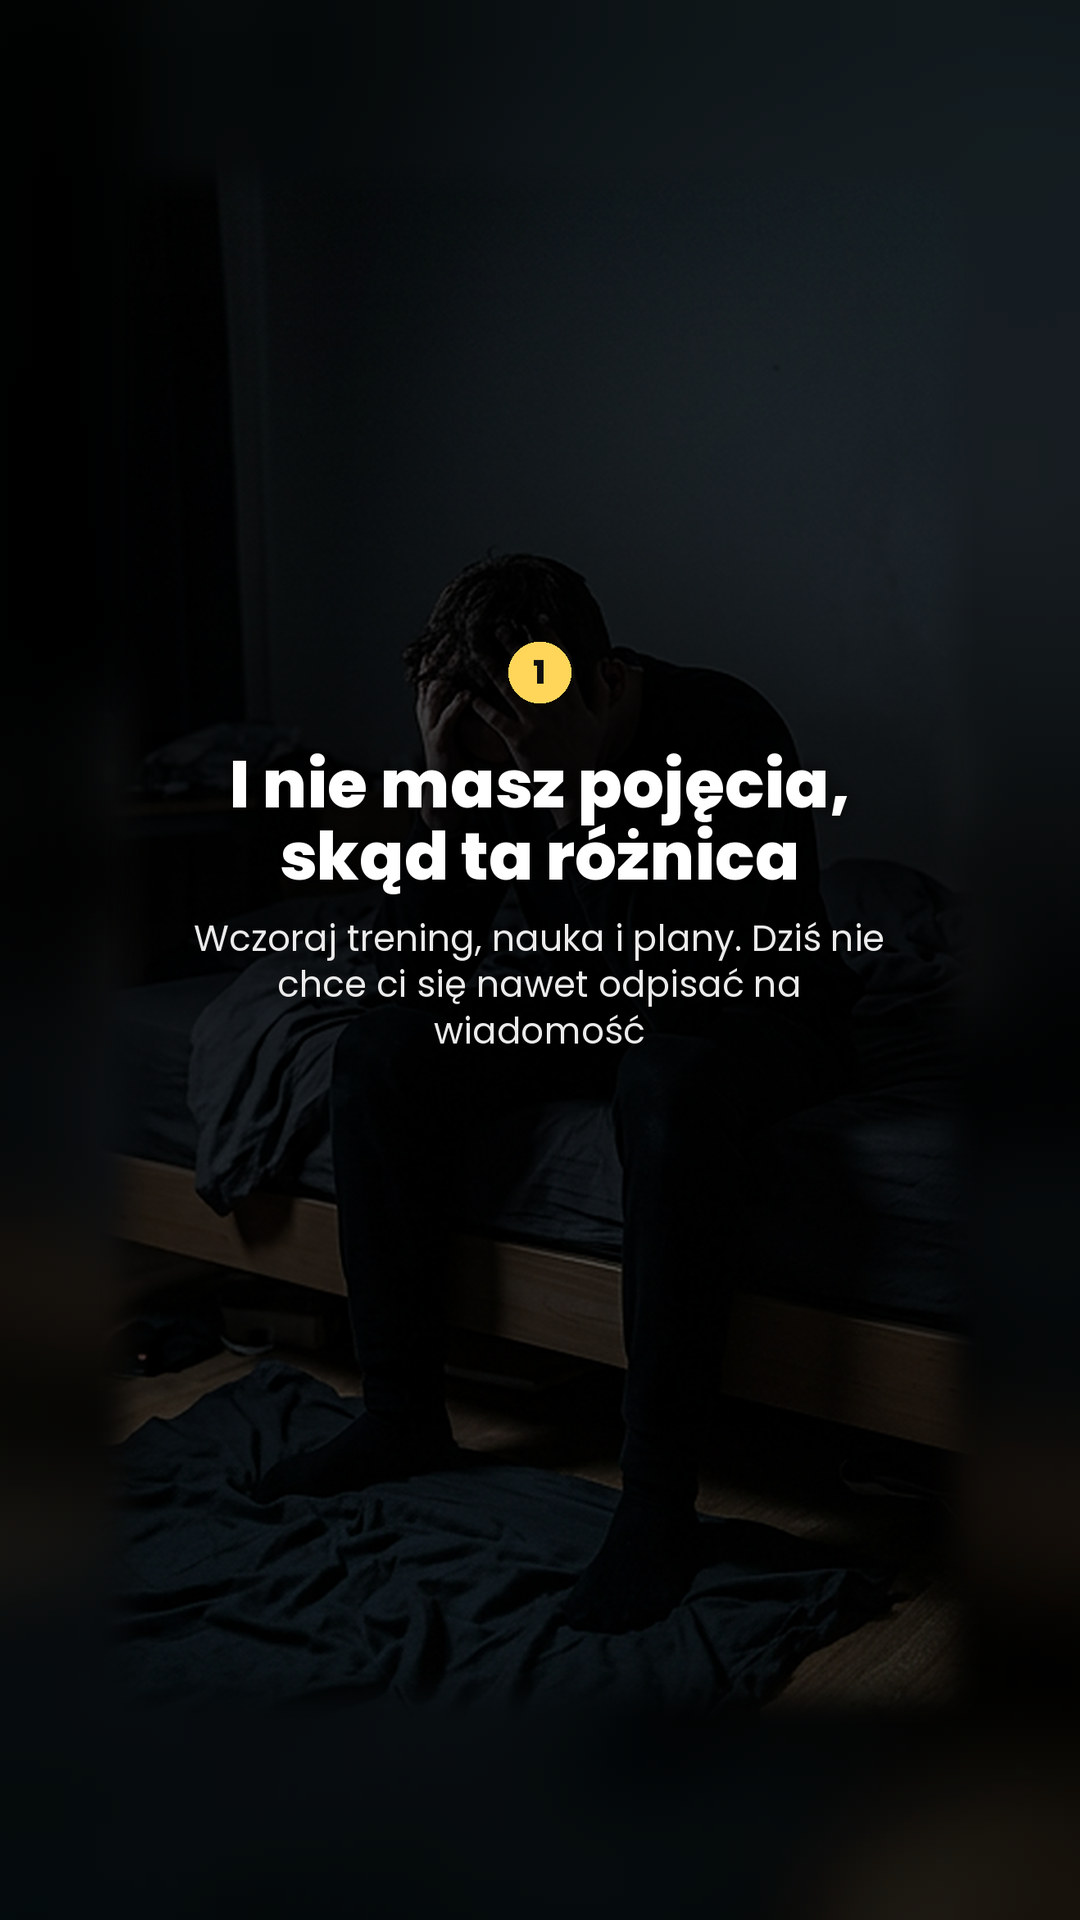 1
I nie masz pojęcia,
skąd ta różnica
Wczoraj trening, nauka i plany. Dziś nie
chce ci się nawet odpisać na
wiadomość